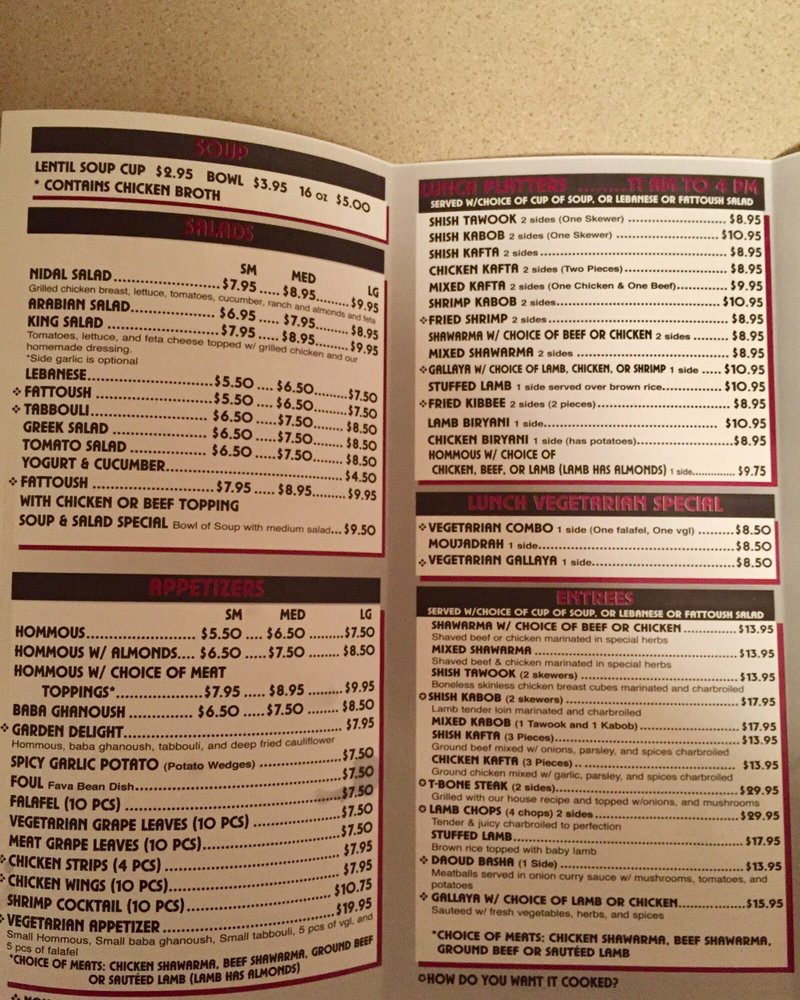 SOUP
LENTIL SOUP CUP $2.95 BOWL $3.95 16 oz $5.00
* CONTAINS CHICKEN BROTH
SALADS
SM MED LG
NIDAL SALAD.....................$7.95.....$8.95.......$9.95
Grilled chicken breast, lettuce, tomatoes, cucumber, ranch and almonds and feta
ARABIAN SALAD.................$6.95 ....$7.95.......$8.95
KING SALAD .....................$7.95 ....$8.95.......$9.95
Tomatoes, lettuce, and feta cheese topped w/ grilled chicken and our
homemade dressing.
*Side garlic is optional
LEBANESE........................$5.50 ....$6.50........$7.50
❖ FATTOUSH .......................$5.50 ....$6.50........$7.50
❖ TABBOULI........................$6.50 ....$7.50........$8.50
GREEK SALAD ...................$6.50 ....$7.50........$8.50
TOMATO SALAD .................$6.50 ....$7.50........$8.50
YOGURT & CUCUMBER.............................................$4.50
❖ FATTOUSH .......................$7.95 .....$8.95.......$9.95
WITH CHICKEN OR BEEF TOPPING
SOUP & SALAD SPECIAL Bowl of Soup with medium salad...$9.50
APPETIZERS
SM MED LG
HOMMOUS.........................$5.50 ....$6.50 .........$7.50
HOMMOUS W/ ALMONDS....$6.50 .....$7.50 ........$8.50
HOMMOUS W/ CHOICE OF MEAT
TOPPINGS*....................$7.95 .....$8.95 ........$9.95
BABA GHANOUSH ..............$6.50 .....$7.50 ........$8.50
❖ GARDEN DELIGHT..................................................$7.95
Hommous, baba ghanoush, tabbouli, and deep fried cauliflower
SPICY GARLIC POTATO (Potato Wedges) ......................$7.50
FOUL Fava Bean Dish................................................$7.50
FALAFEL (10 PCS) ..................................................$7.50
VEGETARIAN GRAPE LEAVES (10 PCS) ..........................$7.50
MEAT GRAPE LEAVES (10 PCS)...................................$7.50
❖ CHICKEN STRIPS (4 PCS) ........................................$7.95
❖ CHICKEN WINGS (10 PCS)........................................$7.95
SHRIMP COCKTAIL (10 PCS)......................................$10.75
❖ VEGETARIAN APPETIZER ..........................................$19.95
Small Hommous, Small baba ghanoush, Small tabbouli, 5 pcs of vgl, and
5 pcs of falafel
*CHOICE OF MEATS: CHICKEN SHAWARMA, BEEF SHAWARMA, GROUND BEEF
OR SAUTÉED LAMB (LAMB HAS ALMONDS)
LUNCH PLATTERS ........11 AM TO 4 PM
SERVED W/CHOICE OF CUP OF SOUP, OR LEBANESE OR FATTOUSH SALAD
SHISH TAWOOK 2 sides (One Skewer) .......................... $8.95
SHISH KABOB 2 sides (One Skewer) ...........................$10.95
SHISH KAFTA 2 sides................................................ $8.95
CHICKEN KAFTA 2 sides (Two Pieces)........................... $8.95
MIXED KAFTA 2 sides (One Chicken & One Beef)............. $9.95
SHRIMP KABOB 2 sides............................................$10.95
❖ FRIED SHRIMP 2 sides ............................................. $8.95
SHAWARMA W/ CHOICE OF BEEF OR CHICKEN 2 sides ........ $8.95
MIXED SHAWARMA 2 sides ....................................... $8.95
❖ GALLAYA W/ CHOICE OF LAMB, CHICKEN, OR SHRIMP 1 side ..... $10.95
STUFFED LAMB 1 side served over brown rice................$10.95
❖ FRIED KIBBEE 2 sides (2 pieces) ................................. $8.95
LAMB BIRYANI 1 side............................................... $10.95
CHICKEN BIRYANI 1 side (has potatoes).........................$8.95
HOMMOUS W/ CHOICE OF
CHICKEN, BEEF, OR LAMB (LAMB HAS ALMONDS) 1 side............. $9.75
LUNCH VEGETARIAN SPECIAL
❖ VEGETARIAN COMBO 1 side (One falafel, One vgl) ..........$8.50
MOUJADRAH 1 side.................................................$8.50
❖ VEGETARIAN GALLAYA 1 side.....................................$8.50
ENTREES
SERVED W/CHOICE OF CUP OF SOUP, OR LEBANESE OR FATTOUSH SALAD
SHAWARMA W/ CHOICE OF BEEF OR CHICKEN ...............$13.95
Shaved beef or chicken marinated in special herbs
MIXED SHAWARMA .................................................$13.95
Shaved beef & chicken marinated in special herbs
SHISH TAWOOK (2 skewers) .....................................$13.95
Boneless skinless chicken breast cubes marinated and charbroiled
✪ SHISH KABOB (2 skewers) .......................................$17.95
Lamb tender loin marinated and charbroiled
MIXED KABOB (1 Tawook and 1 Kabob)........................$17.95
SHISH KAFTA (3 Pieces)...........................................$13.95
Ground beef mixed w/ onions, parsley, and spices charbroiled
CHICKEN KAFTA (3 Pieces) .. .................................... $13.95
Ground chicken mixed w/ garlic, parsley, and spices charbroiled
✪ T-BONE STEAK (2 sides)...........................................$29.95
Grilled with our house recipe and topped w/onions, and mushrooms
✪ LAMB CHOPS (4 chops) 2 sides ..................................$29.95
Tender & juicy charbroiled to perfection
STUFFED LAMB.......................................................$17.95
Brown rice topped with baby lamb
❖ DAOUD BASHA (1 Side) ...........................................$13.95
Meatballs served in onion curry sauce w/ mushrooms, tomatoes, and
potatoes
❖ GALLAYA W/ CHOICE OF LAMB OR CHICKEN..................$15.95
Sauteed w/ fresh vegetables, herbs, and spices
*CHOICE OF MEATS: CHICKEN SHAWARMA, BEEF SHAWARMA,
GROUND BEEF OR SAUTÉED LAMB
✪HOW DO YOU WANT IT COOKED?